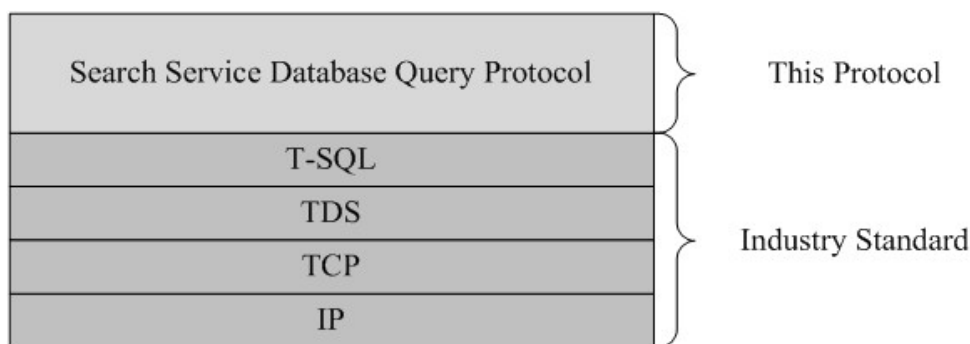 Search Service Database Query Protocol
This Protocol
T-SQL
TDS
TCP
IP
Industry Standard